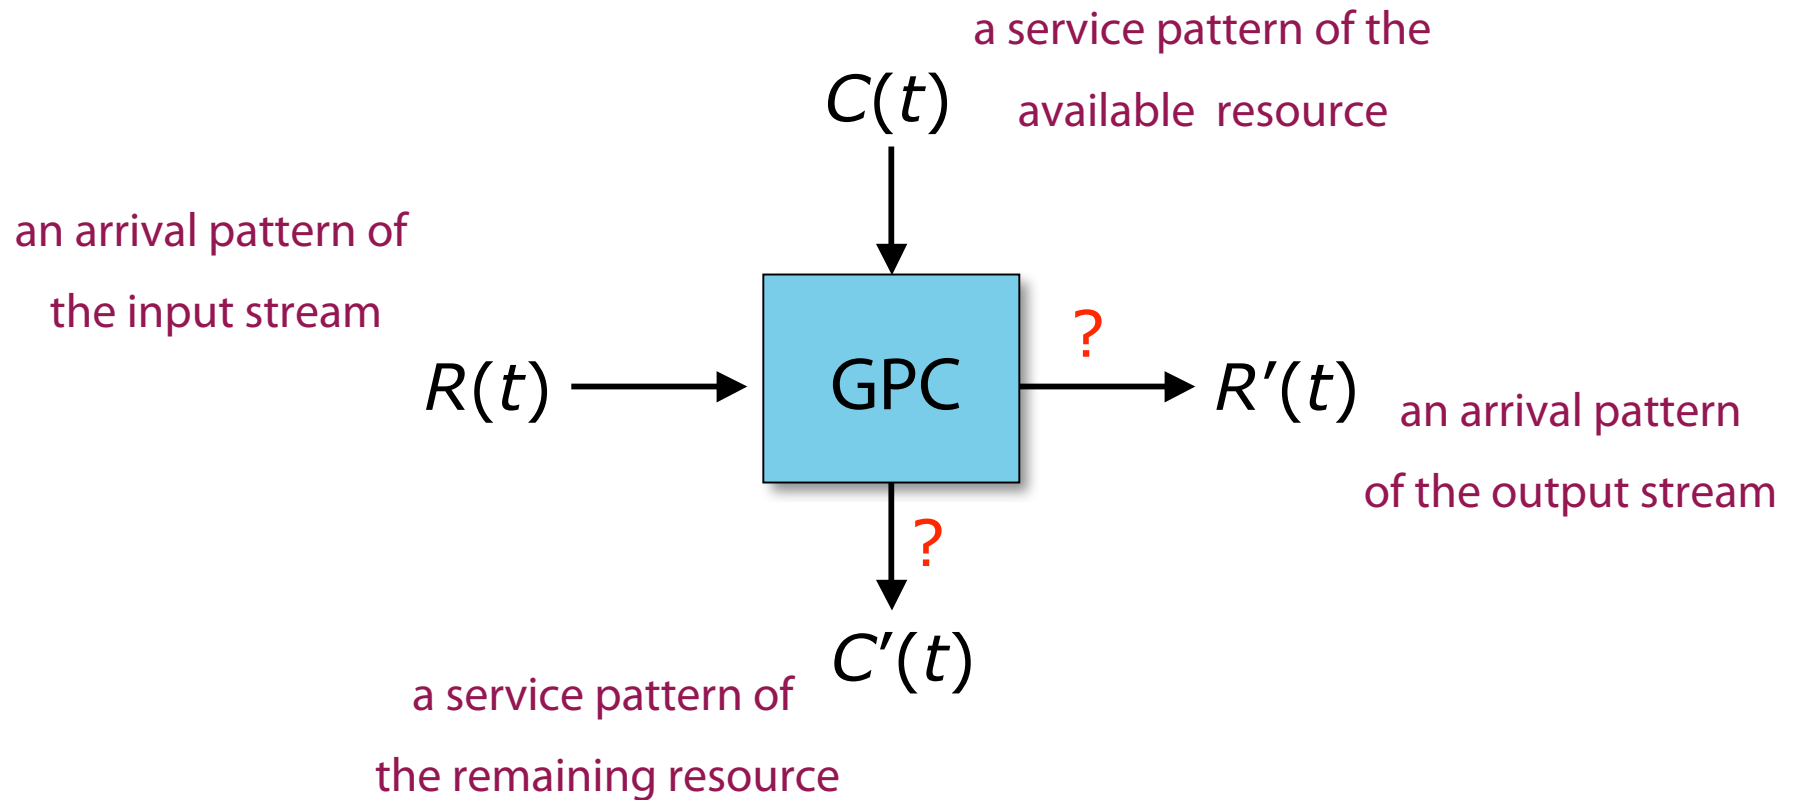 a service pattern of the
C(t)
available resource
an arrival pattern of
the input stream
R(t)
GPC
?
R'(t)
an arrival pattern
of the output stream
?
C'(t)
a service pattern of
the remaining resource